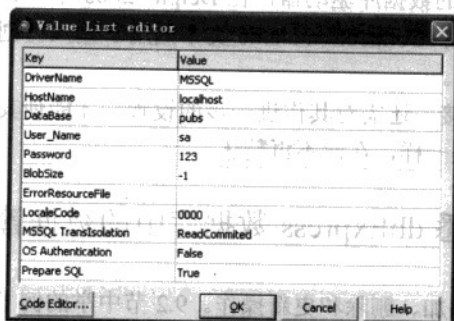 Value List editor
Key Value
DriverName MSSQL
HostName localhost
DataBase pubs
User_Name sa
Password 123
BlobSize -1
ErrorResourceFile
LocaleCode 0000
MSSQL TransIsolation ReadCommited
OS Authentication False
Prepare SQL True
Code Editor... OK Cancel Help